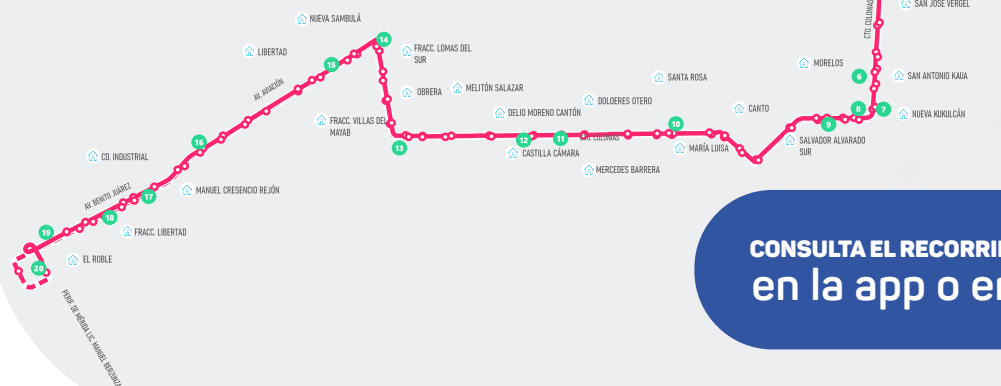 SAN JOSÉ VERGEL
NUEVA SAMBULÁ
CTO. COLONIAS
14
LIBERTAD
FRACC. LOMAS DEL
SUR
15
MORELOS
6
SANTA ROSA
SAN ANTONIO KAUA
AV. AVIACIÓN
OBRERA
MELITÓN SALAZAR
DOLOERES OTERO
DELIO MORENO CANTÓN
CANTO
8
7
NUEVA KUKULCÁN
FRACC. VILLAS DEL
MAYAB
9
10
12
11
CTO. COLONIAS
SALVADOR ALVARADO
SUR
16
13
CASTILLA CÁMARA
MARÍA LUISA
CD. INDUSTRIAL
MERCEDES BARRERA
MANUEL CRESENCIO REJÓN
AV. BENITO JUÁREZ
17
18
19
FRACC. LIBERTAD
EL ROBLE
20
PERIF. DE MÉRIDA LIC. MANUEL BERZUNZA
CONSULTA EL RECORRI
en la app o e